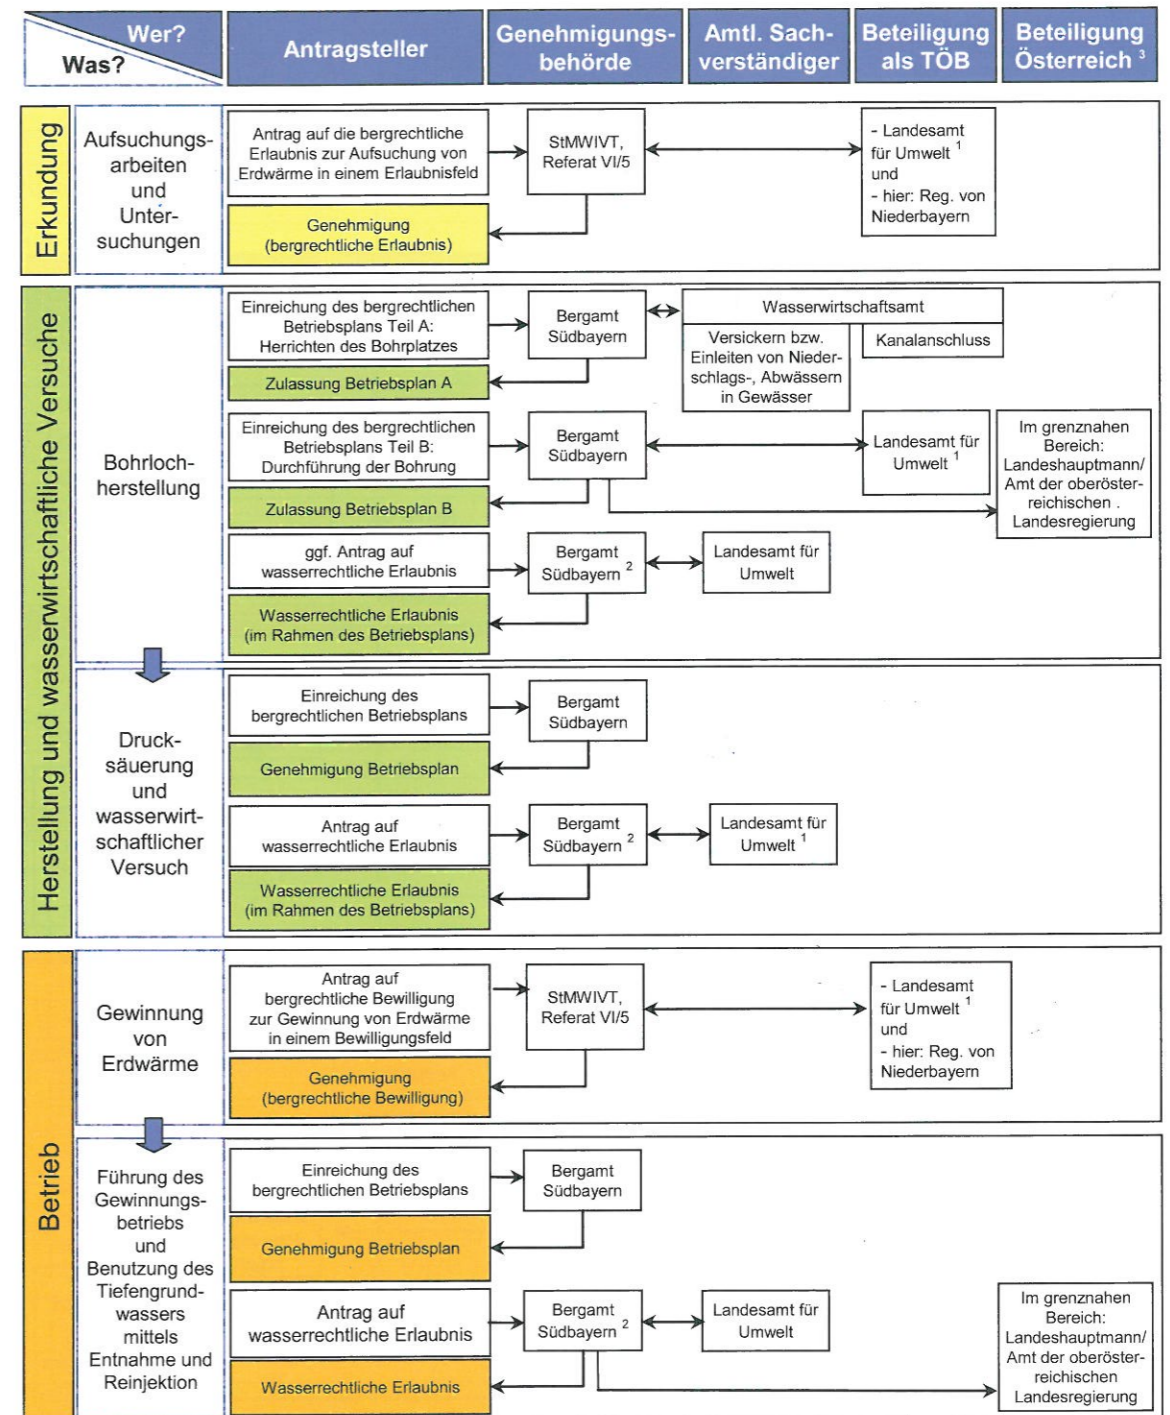 Wer?
Was?
Antragsteller
Genehmigungs-
behörde
Amtl. Sach-
verständiger
Beteiligung
als TÖB
Beteiligung
Österreich 3
Erkundung
Aufsuchungs-
arbeiten
und
Unter-
suchungen
Antrag auf die bergrechtliche
Erlaubnis zur Aufsuchung von
Erdwärme in einem Erlaubnisfeld
StMWIVT,
Referat VI/5
- Landesamt
für Umwelt 1
und
- hier: Reg. von
Niederbayern
Genehmigung
(bergrechtliche Erlaubnis)
Herstellung und wasserwirtschaftliche Versuche
Bohrloch-
herstellung
Einreichung des bergrechtlichen
Betriebsplans Teil A:
Herrichten des Bohrplatzes
Bergamt
Südbayern
Wasserwirtschaftsamt
Versickern bzw.
Einleiten von Nieder-
schlags-, Abwässern
in Gewässer
Kanalanschluss
Zulassung Betriebsplan A
Einreichung des bergrechtlichen
Betriebsplans Teil B:
Durchführung der Bohrung
Bergamt
Südbayern
Landesamt für
Umwelt 1
Im grenznahen
Bereich:
Landeshauptmann/
Amt der oberöster-
reichischen .
Landesregierung
Zulassung Betriebsplan B
ggf. Antrag auf
wasserrechtliche Erlaubnis
Bergamt
Südbayern 2
Landesamt für
Umwelt
Wasserrechtliche Erlaubnis
(im Rahmen des Betriebsplans)
Druck-
säuerung
und
wasserwirt-
schaftlicher
Versuch
Einreichung des
bergrechtlichen Betriebsplans
Bergamt
Südbayern
Genehmigung Betriebsplan
Antrag auf
wasserrechtliche Erlaubnis
Bergamt
Südbayern 2
Landesamt für
Umwelt 1
Wasserrechtliche Erlaubnis
(im Rahmen des Betriebsplans)
Betrieb
Gewinnung
von
Erdwärme
Antrag auf
bergrechtliche Bewilligung
zur Gewinnung von Erdwärme
in einem Bewilligungsfeld
StMWIVT,
Referat VI/5
- Landesamt
für Umwelt 1
und
- hier: Reg. von
Niederbayern
Genehmigung
(bergrechtliche Bewilligung)
Führung des
Gewinnungs-
betriebs
und
Benutzung des
Tiefengrund-
wassers
mittels
Entnahme und
Reinjektion
Einreichung des
bergrechtlichen Betriebsplans
Bergamt
Südbayern
Genehmigung Betriebsplan
Antrag auf
wasserrechtliche Erlaubnis
Bergamt
Südbayern 2
Landesamt für
Umwelt
Im grenznahen
Bereich:
Landeshauptmann/
Amt der oberöster-
reichischen
Landesregierung
Wasserrechtliche Erlaubnis